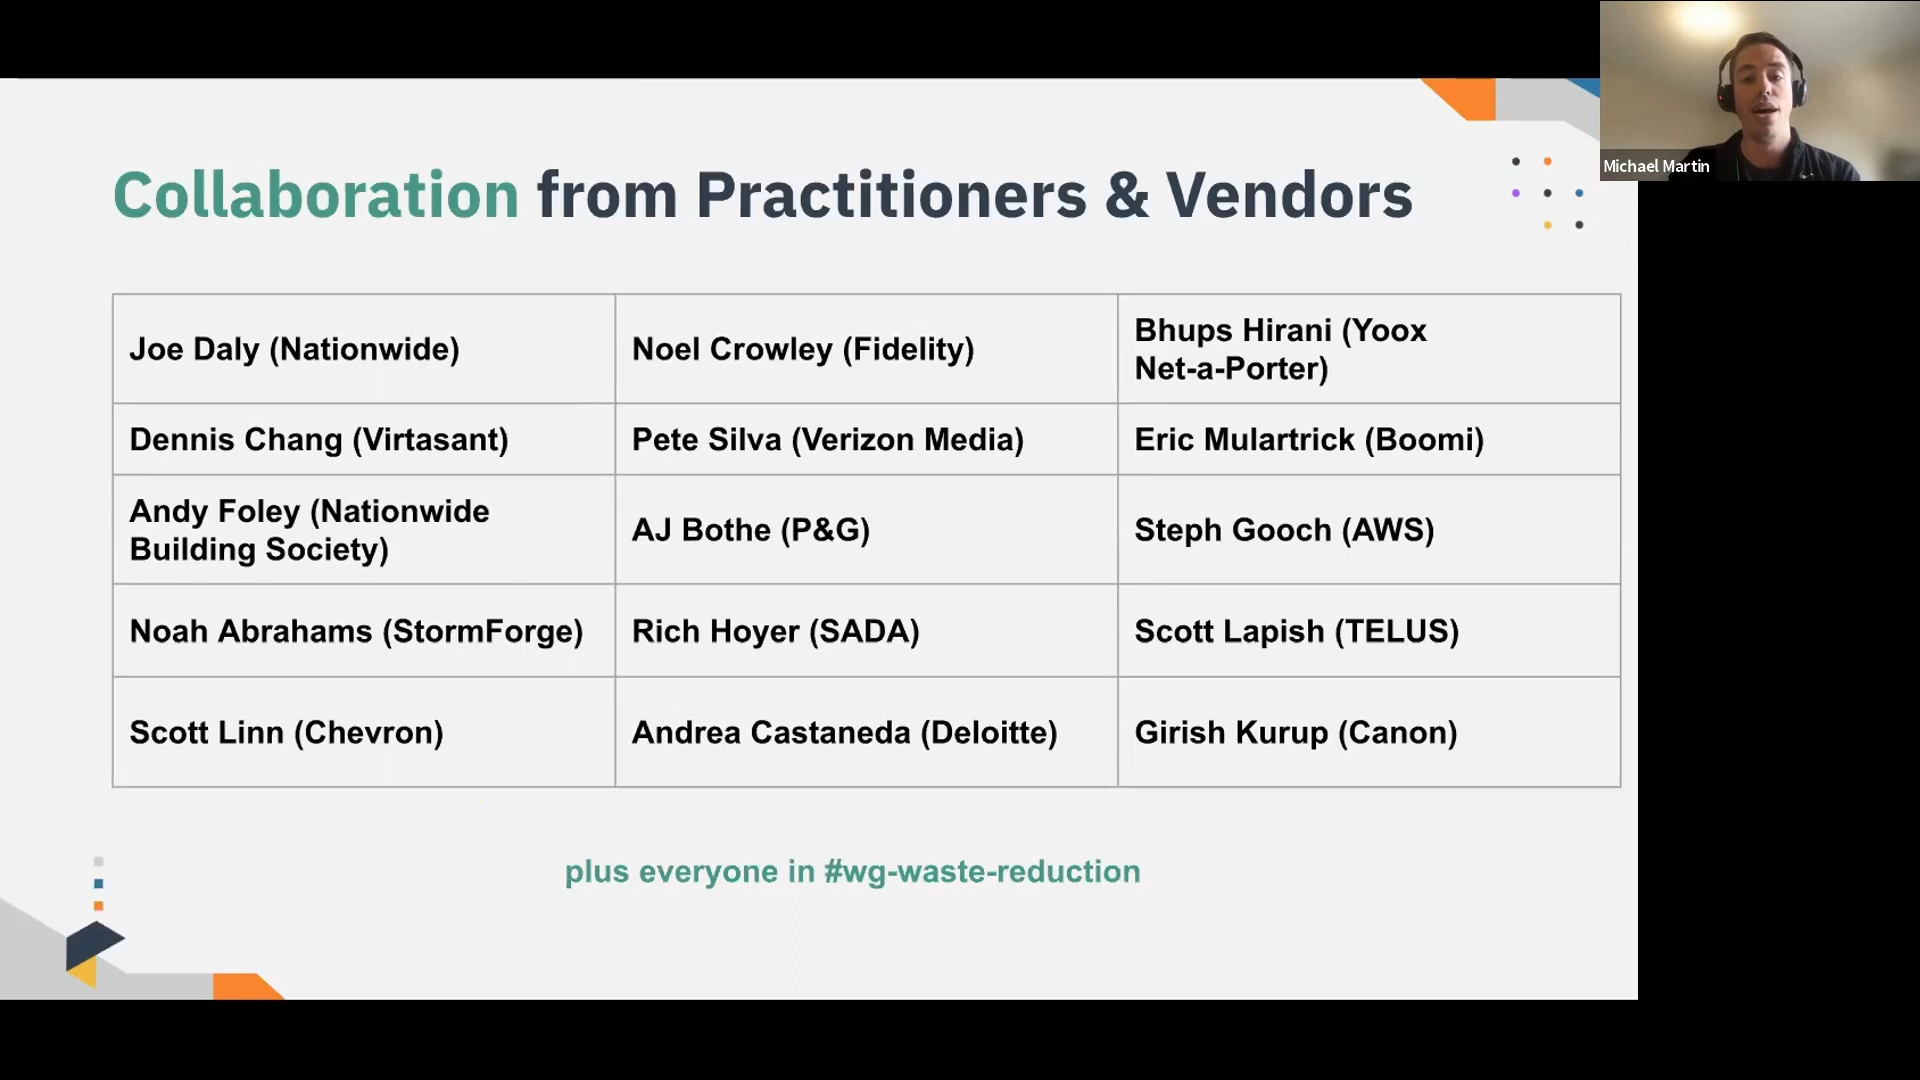 Michael Martin
Collaboration from Practitioners & Vendors
Joe Daly (Nationwide)
Noel Crowley (Fidelity)
Bhups Hirani (Yoox
Net-a-Porter)
Dennis Chang (Virtasant)
Pete Silva (Verizon Media)
Eric Mulartrick (Boomi)
Andy Foley (Nationwide
Building Society)
AJ Bothe (P&G)
Steph Gooch (AWS)
Noah Abrahams (StormForge)
Rich Hoyer (SADA)
Scott Lapish (TELUS)
Scott Linn (Chevron)
Andrea Castaneda (Deloitte)
Girish Kurup (Canon)
plus everyone in #wg-waste-reduction